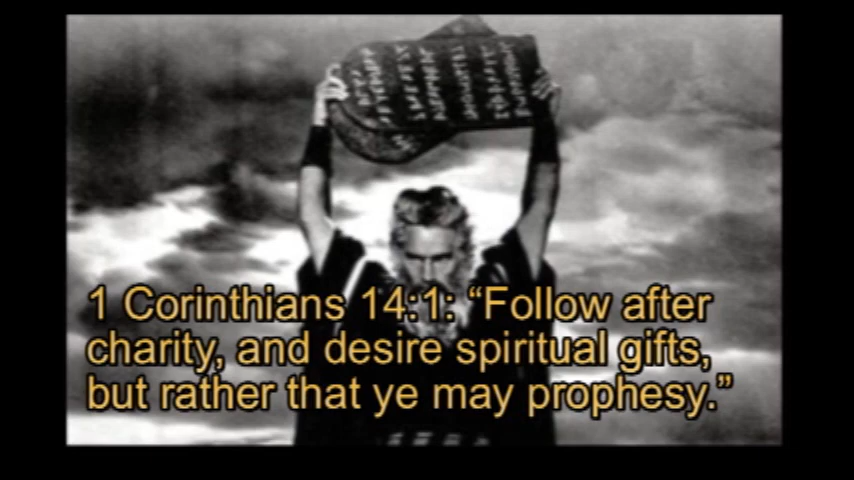 1 Corinthians 14:1: “Follow after
charity, and desire spiritual gifts,
but rather that ye may prophesy.”